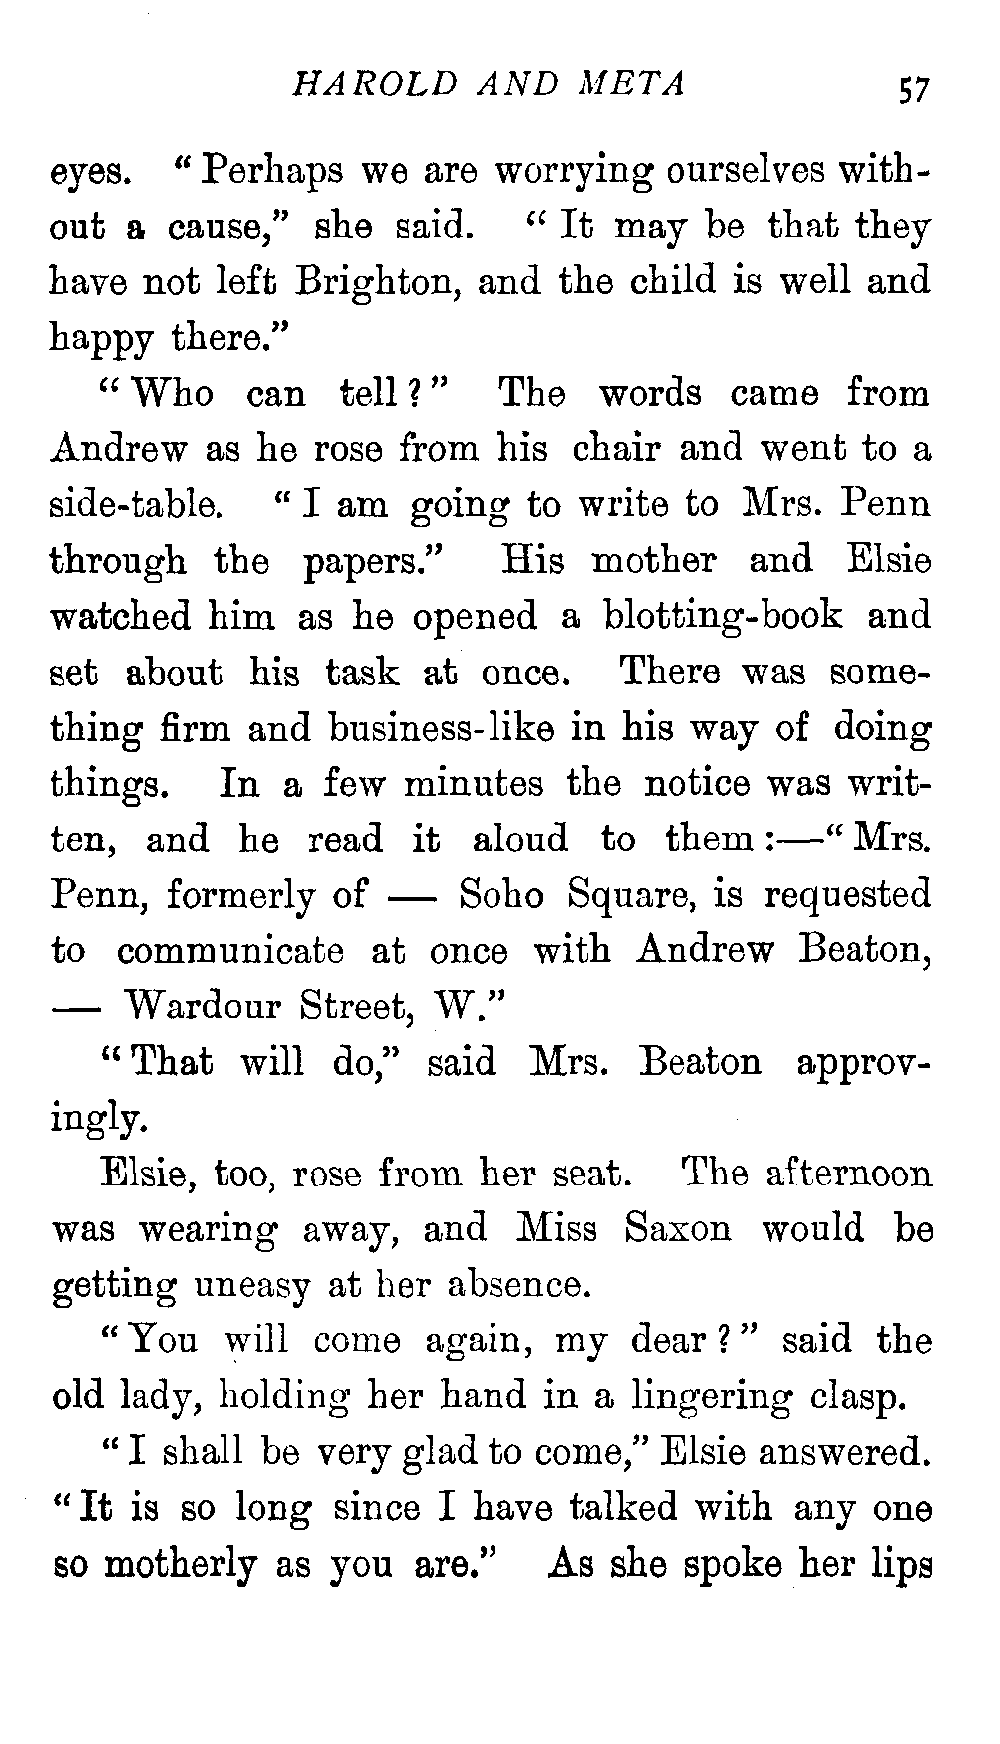 HAROLD AND META 57
eyes. “Perhaps we are worrying ourselves with-
out a cause,” she said. “It may be that they
have not left Brighton, and the child is well and
happy there.”
“Who can tell?” The words came from
Andrew as he rose from his chair and went to a
side-table. “I am going to write to Mrs. Penn
through the papers.” His mother and Elsie
watched him as he opened a blotting-book and
set about his task at once. There was some-
thing firm and business-like in his way of doing
things. In a few minutes the notice was writ-
ten, and he read it aloud to them:—“Mrs.
Penn, formerly of — Soho Square, is requested
to communicate at once with Andrew Beaton,
— Wardour Street, W.”
“That will do,” said Mrs. Beaton approv-
ingly.
Elsie, too, rose from her seat. The afternoon
was wearing away, and Miss Saxon would be
getting uneasy at her absence.
“You will come again, my dear?” said the
old lady, holding her hand in a lingering clasp.
“I shall be very glad to come,” Elsie answered.
“It is so long since I have talked with any one
so motherly as you are.” As she spoke her lips